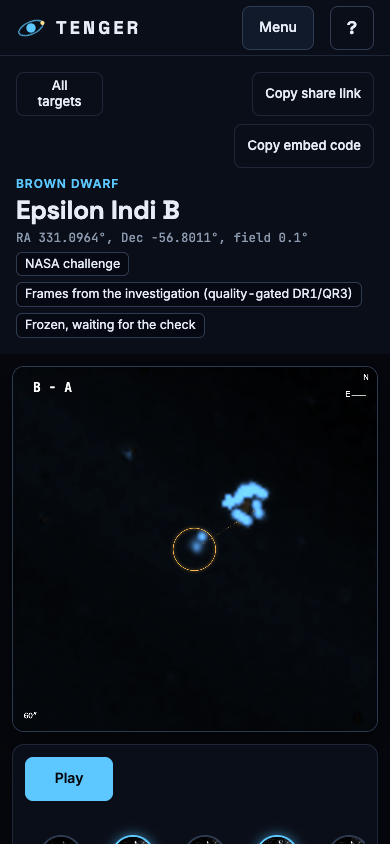 TENGER
Menu
?
All
targets
Copy share link
Copy embed code
BROWN DWARF
Epsilon Indi B
RA 331.0964°, Dec -56.8011°, field 0.1°
NASA challenge
Frames from the investigation (quality-gated DR1/QR3)
Frozen, waiting for the check
B - A
N
E
60"
Play